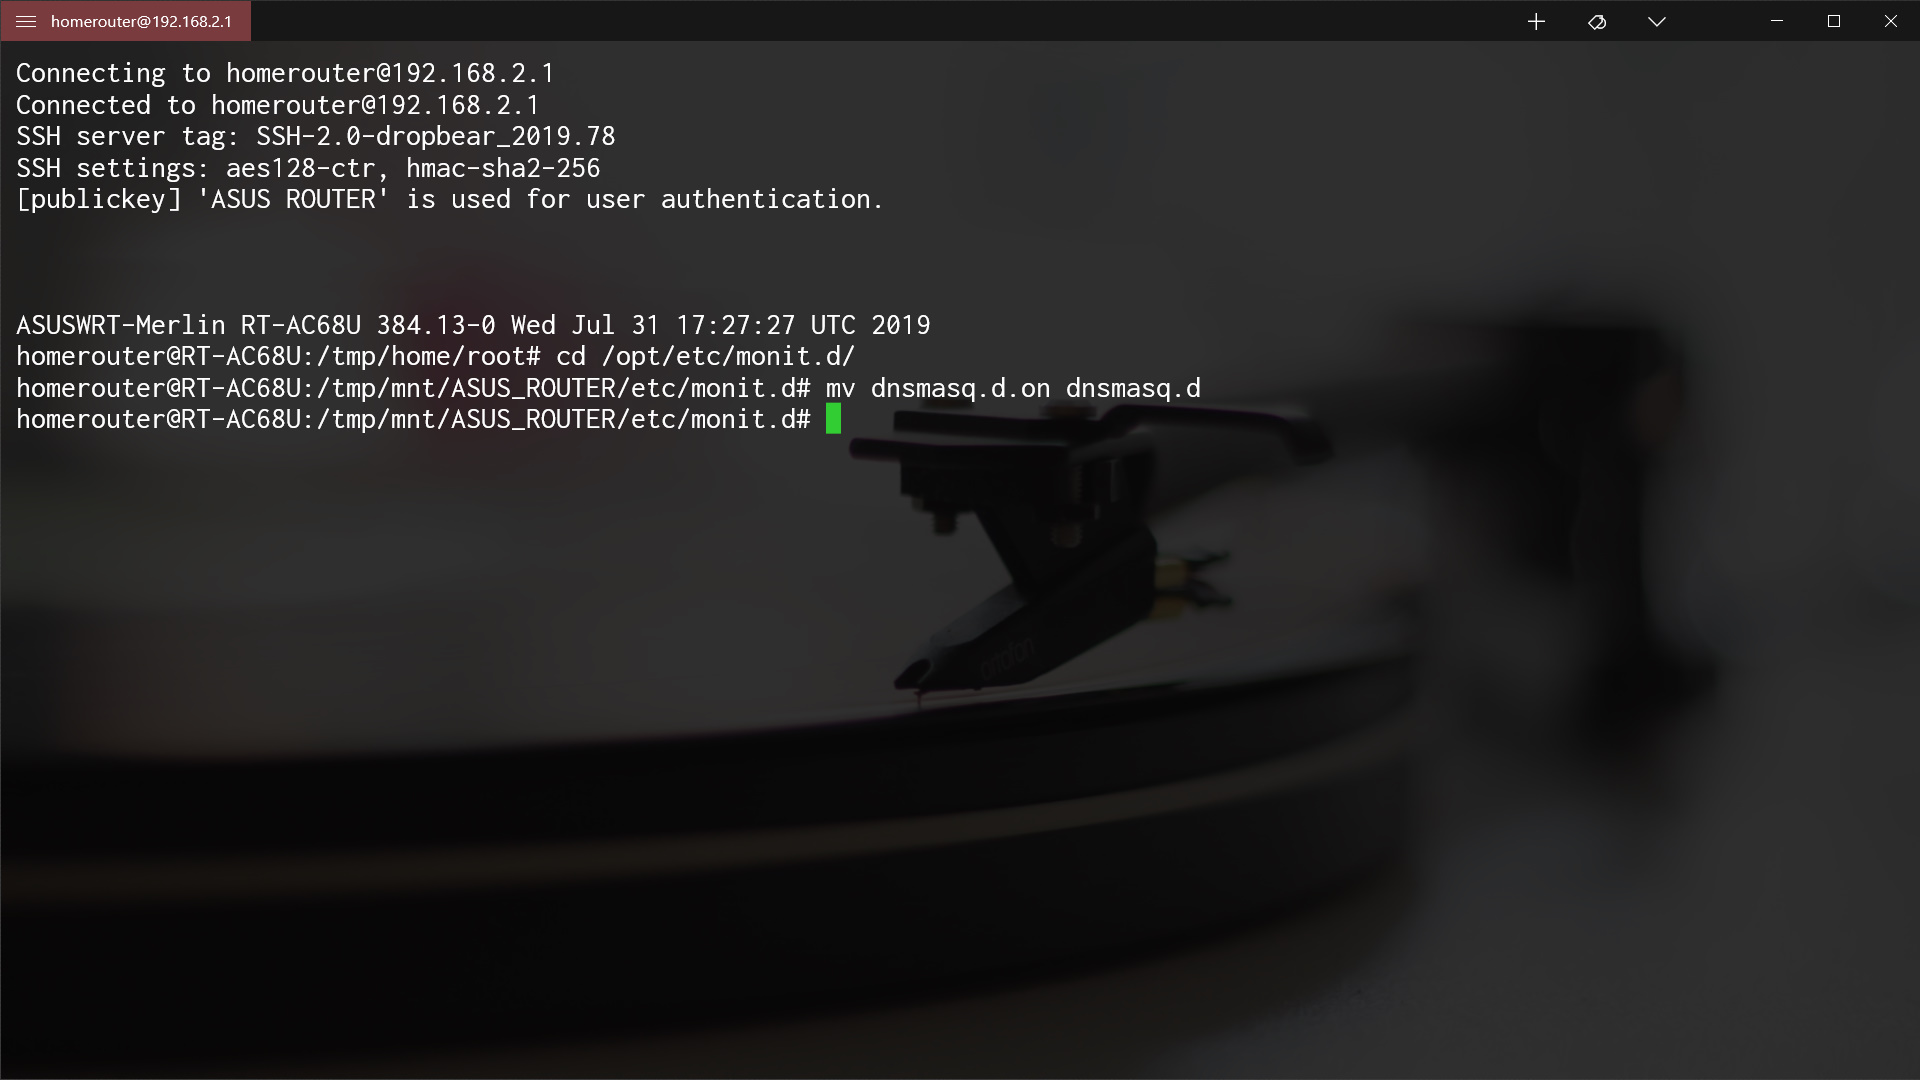 homerouter@192.168.2.1
Connecting to homerouter@192.168.2.1
Connected to homerouter@192.168.2.1
SSH server tag: SSH-2.0-dropbear_2019.78
SSH settings: aes128-ctr, hmac-sha2-256
[publickey] 'ASUS ROUTER' is used for user authentication.
ASUSWRT-Merlin RT-AC68U 384.13-0 Wed Jul 31 17:27:27 UTC 2019
homerouter@RT-AC68U:/tmp/home/root# cd /opt/etc/monit.d/
homerouter@RT-AC68U:/tmp/mnt/ASUS_ROUTER/etc/monit.d# mv dnsmasq.d.on dnsmasq.d
homerouter@RT-AC68U:/tmp/mnt/ASUS_ROUTER/etc/monit.d#
ortofon